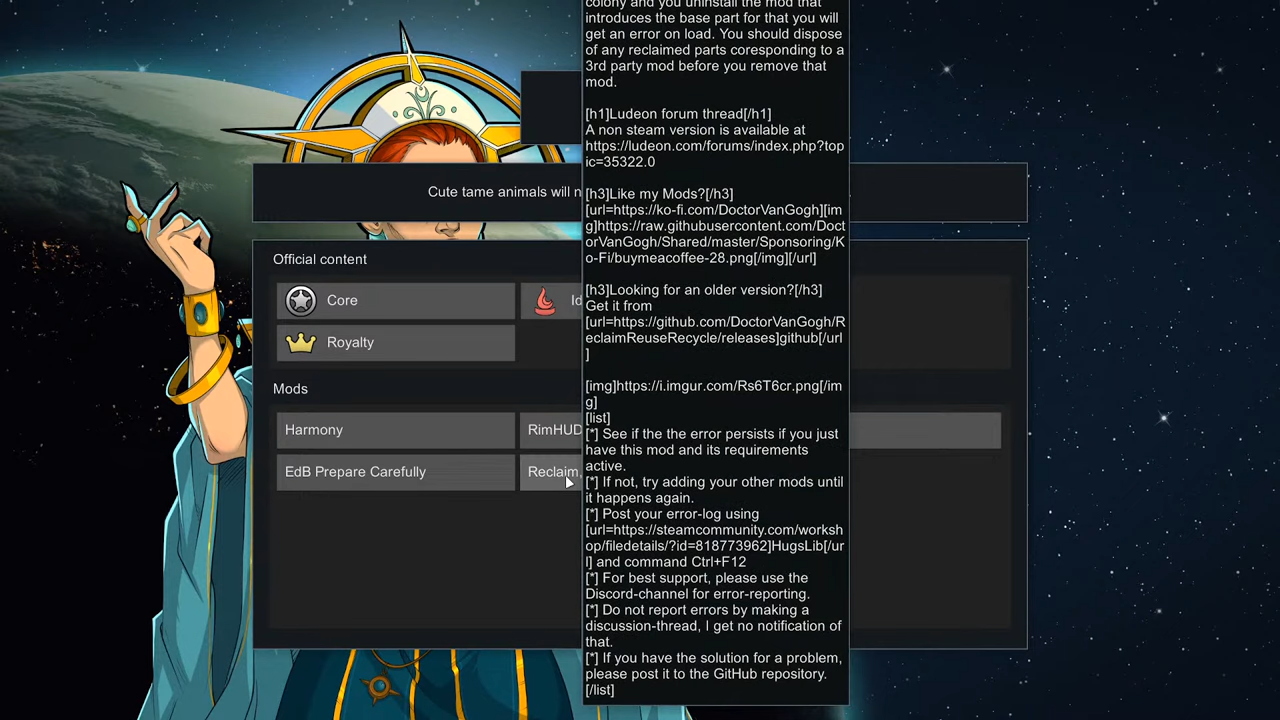 colony and you uninstall the mod that
introduces the base part for that you will
get an error on load. You should dispose
of any reclaimed parts coresponding to a
3rd party mod before you remove that
mod.
[h1]Ludeon forum thread[/h1]
A non steam version is available at
https://ludeon.com/forums/index.php?top
ic=35322.0
[h3]Like my Mods?[/h3]
[url=https://ko-fi.com/DoctorVanGogh][im
g]https://raw.githubusercontent.com/Doct
orVanGogh/Shared/master/Sponsoring/K
o-Fi/buymeacoffee-28.png[/img][/url]
[h3]Looking for an older version?[/h3]
Get it from
[url=https://github.com/DoctorVanGogh/R
eclaimReuseRecycle/releases]github[/url
]
[img]https://i.imgur.com/Rs6T6cr.png[/im
g]
[list]
[*] See if the the error persists if you just
have this mod and its requirements
active.
[*] If not, try adding your other mods until
it happens again.
[*] Post your error-log using
[url=https://steamcommunity.com/worksh
op/filedetails/?id=818773962]HugsLib[/ur
l] and command Ctrl+F12
[*] For best support, please use the
Discord-channel for error-reporting.
[*] Do not report errors by making a
discussion-thread, I get no notification of
that.
[*] If you have the solution for a problem,
please post it to the GitHub repository.
[/list]
Cute tame animals will n
Official content
Core
Id
Royalty
Mods
Harmony
RimHUD
EdB Prepare Carefully
Reclaim,